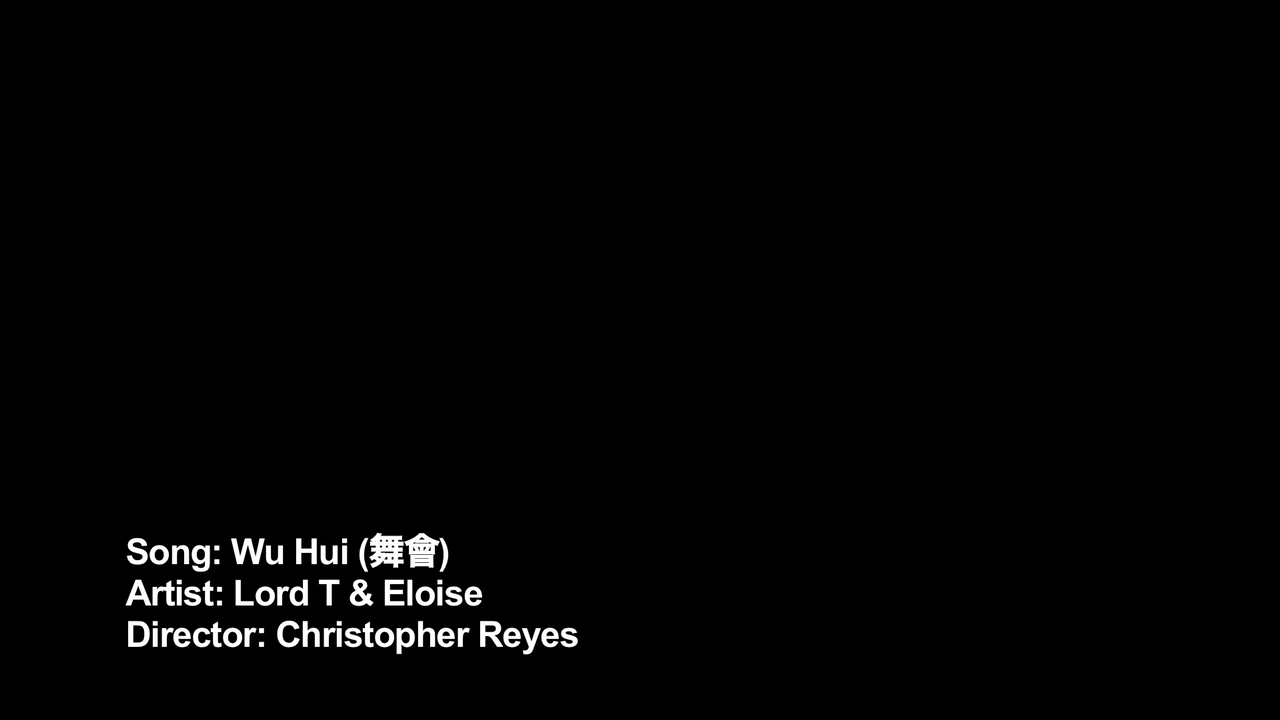 Song: Wu Hui (舞會)
Artist: Lord T & Eloise
Director: Christopher Reyes